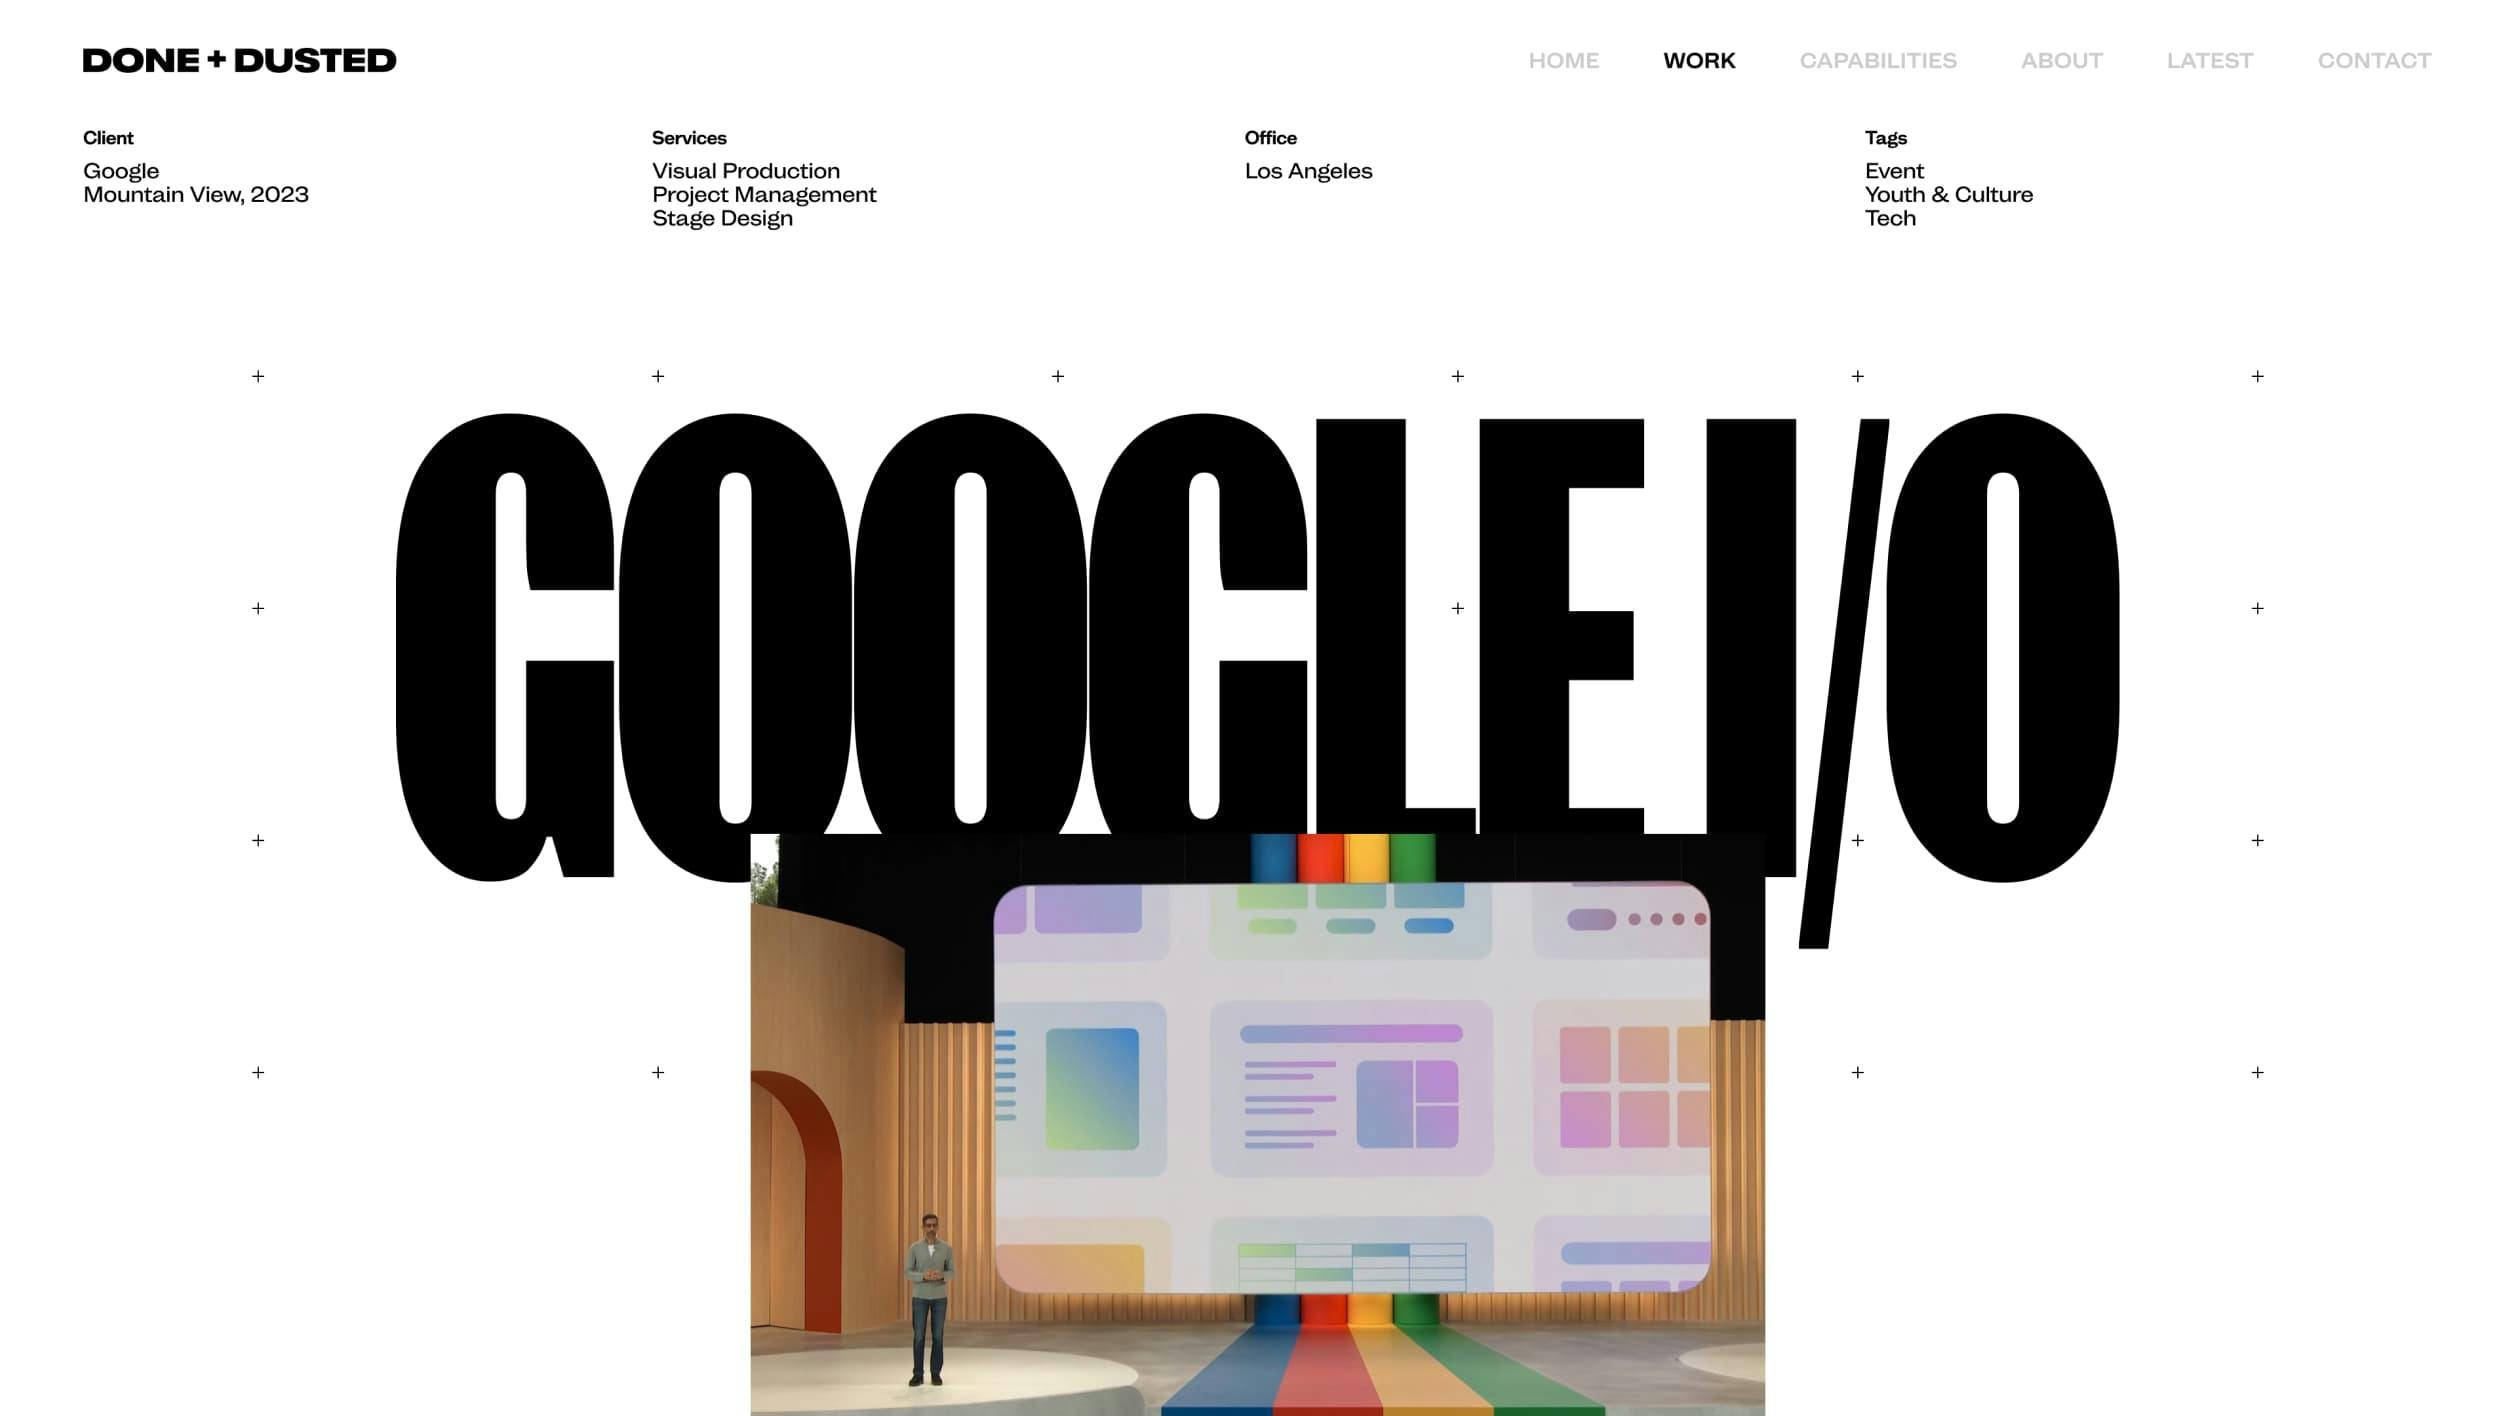 DONE + DUSTED
HOME WORK CAPABILITIES ABOUT LATEST CONTACT
Client
Google
Mountain View, 2023
Services
Visual Production
Project Management
Stage Design
Office
Los Angeles
Tags
Event
Youth & Culture
Tech
GOOGLE I/O